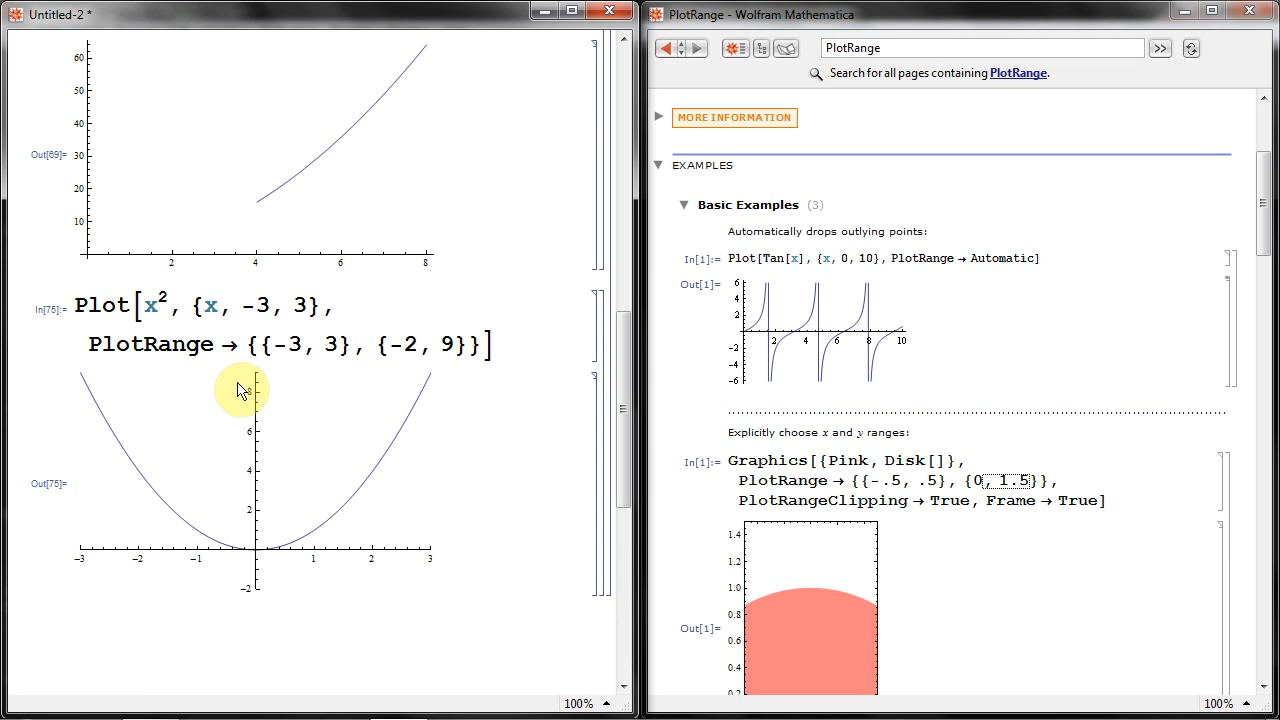 Untitled-2 *
60
50
40
Out[69]= 30
20
10
2 4 6 8
In[75]:= Plot[x², {x, -3, 3},
PlotRange → {{-3, 3}, {-2, 9}}]
8
6
4
Out[75]=
2
−3 −2 −1 1 2 3
−2
100%
PlotRange - Wolfram Mathematica
PlotRange
>>
Search for all pages containing PlotRange.
MORE INFORMATION
EXAMPLES
Basic Examples (3)
Automatically drops outlying points:
In[1]:= Plot[Tan[x], {x, 0, 10}, PlotRange → Automatic]
Out[1]= 6
4
2
2 4 6 8 10
−2
−4
−6
Explicitly choose x and y ranges:
In[1]:= Graphics[{Pink, Disk[]},
PlotRange → {{-.5, .5}, {0, 1.5}},
PlotRangeClipping → True, Frame → True]
1.4
1.2
1.0
0.8
Out[1]=
0.6
0.4
0.2
100%